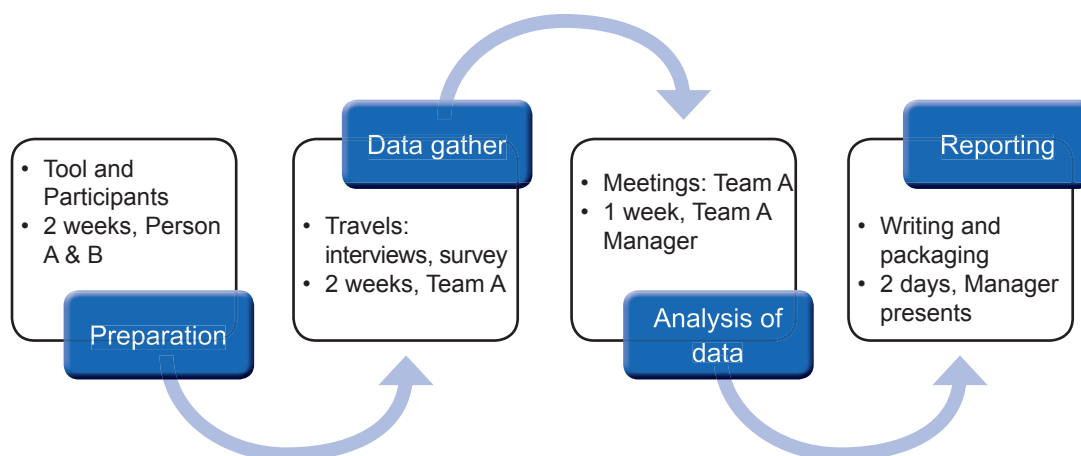 • Tool and
Participants
• 2 weeks, Person
A & B
Preparation
Data gather
• Travels:
interviews, survey
• 2 weeks, Team A
• Meetings: Team A
• 1 week, Team A
Manager
Analysis of
data
Reporting
• Writing and
packaging
• 2 days, Manager
presents